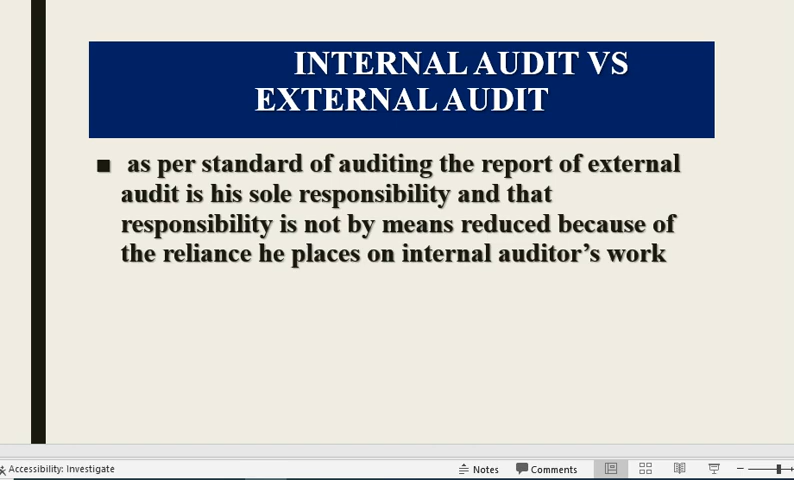 INTERNAL AUDIT VS
EXTERNAL AUDIT
■ as per standard of auditing the report of external
audit is his sole responsibility and that
responsibility is not by means reduced because of
the reliance he places on internal auditor’s work
Accessibility: Investigate
Notes
Comments